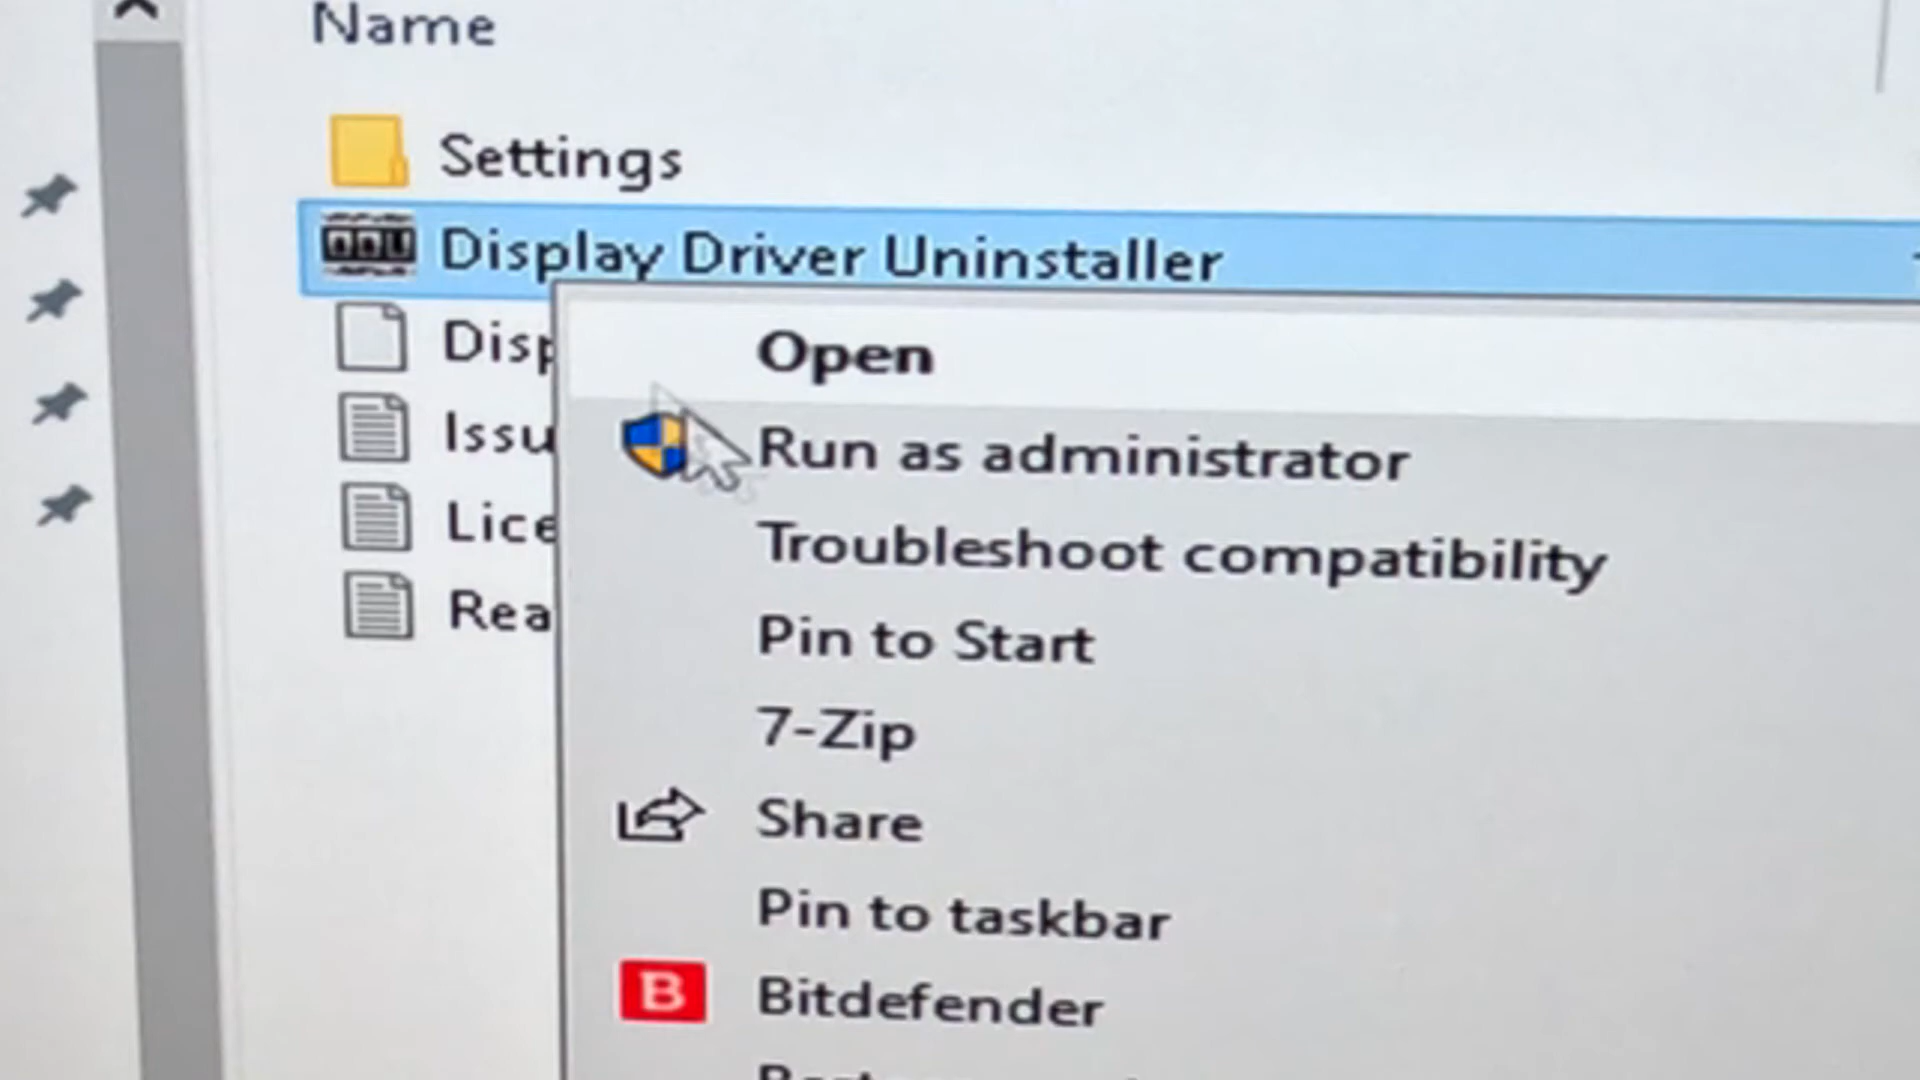 Name
Settings
Display Driver Uninstaller
Disp
Issu
Lice
Rea
Open
Run as administrator
Troubleshoot compatibility
Pin to Start
7-Zip
Share
Pin to taskbar
B Bitdefender